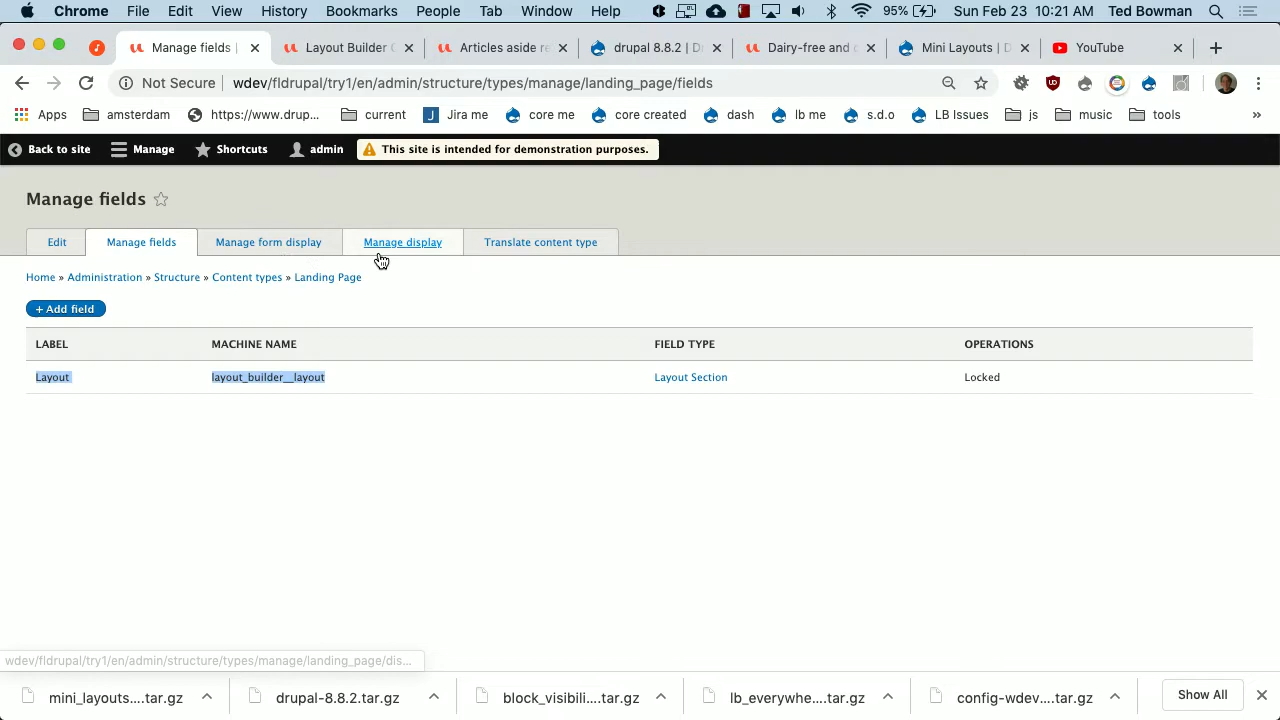 Chrome File Edit View History Bookmarks People Tab Window Help 95% Sun Feb 23 10:21 AM Ted Bowman
Manage fields | Layout Builder Articles aside re drupal 8.8.2 | D Dairy-free and Mini Layouts | D YouTube
Not Secure wdev/fldrupal/try1/en/admin/structure/types/manage/landing_page/fields
Apps amsterdam https://www.drup... current Jira me core me core created dash lb me s.d.o LB Issues js music tools »
Back to site Manage Shortcuts admin This site is intended for demonstration purposes.
Manage fields
Edit Manage fields Manage form display Manage display Translate content type
Home » Administration » Structure » Content types » Landing Page
+ Add field
LABEL MACHINE NAME FIELD TYPE OPERATIONS
Layout layout_builder__layout Layout Section Locked
wdev/fldrupal/try1/en/admin/structure/types/manage/landing_page/dis...
mini_layouts....tar.gz drupal-8.8.2.tar.gz block_visibili....tar.gz lb_everywhe....tar.gz config-wdev....tar.gz Show All